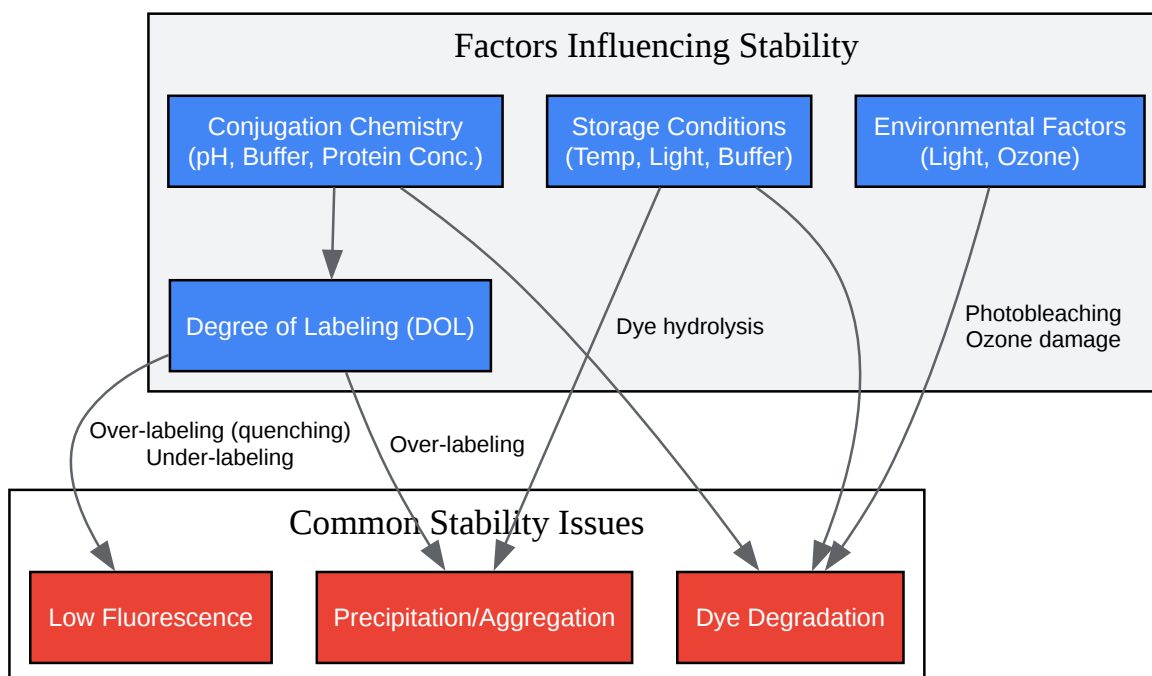 Factors Influencing Stability
Conjugation Chemistry
(pH, Buffer, Protein Conc.)
Storage Conditions
(Temp, Light, Buffer)
Environmental Factors
(Light, Ozone)
Degree of Labeling (DOL)
Dye hydrolysis
Photobleaching
Ozone damage
Over-labeling (quenching)
Under-labeling
Over-labeling
Common Stability Issues
Low Fluorescence
Precipitation/Aggregation
Dye Degradation